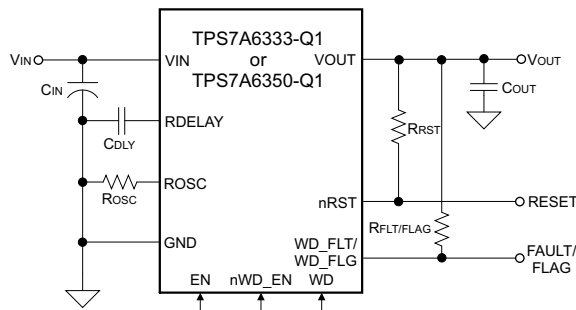 TPS7A6333-Q1
or
TPS7A6350-Q1
VIN
VIN
VOUT
VOUT
CIN
COUT
RDELAY
CDLY
RRST
ROSC
ROSC
nRST
RESET
RFLT/FLAG
GND
WD_FLT/
WD_FLG
FAULT/
FLAG
EN
nWD_EN
WD